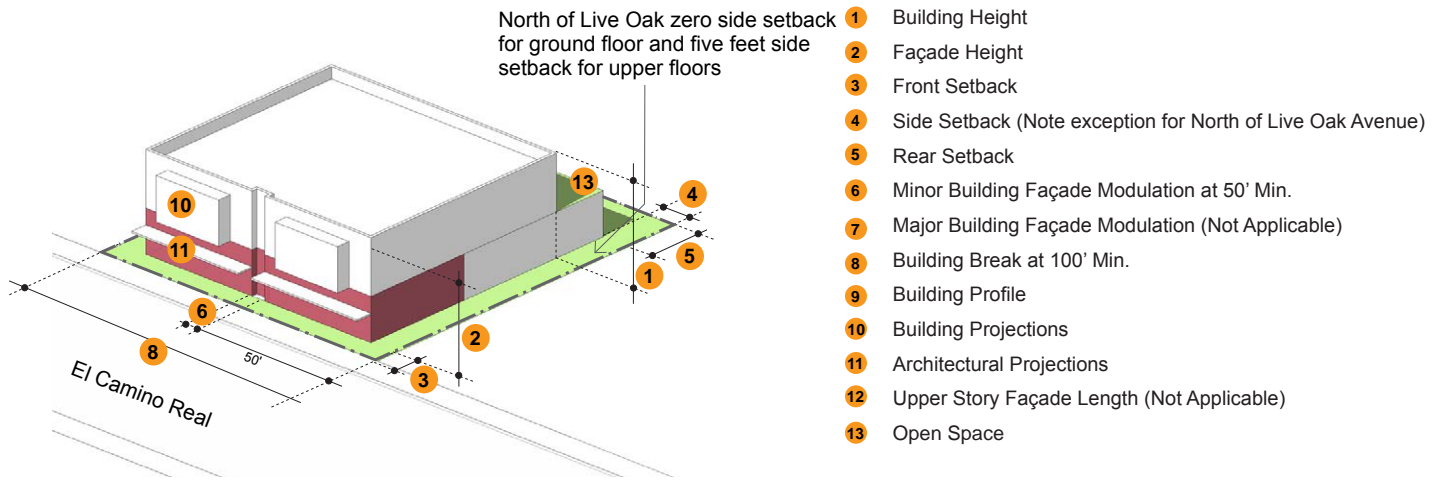 North of Live Oak zero side setback
for ground floor and five feet side
setback for upper floors
13
4
10
11
5
1
6
2
8
50'
3
El Camino Real
1 Building Height
2 Façade Height
3 Front Setback
4 Side Setback (Note exception for North of Live Oak Avenue)
5 Rear Setback
6 Minor Building Façade Modulation at 50’ Min.
7 Major Building Façade Modulation (Not Applicable)
8 Building Break at 100’ Min.
9 Building Profile
10 Building Projections
11 Architectural Projections
12 Upper Story Façade Length (Not Applicable)
13 Open Space